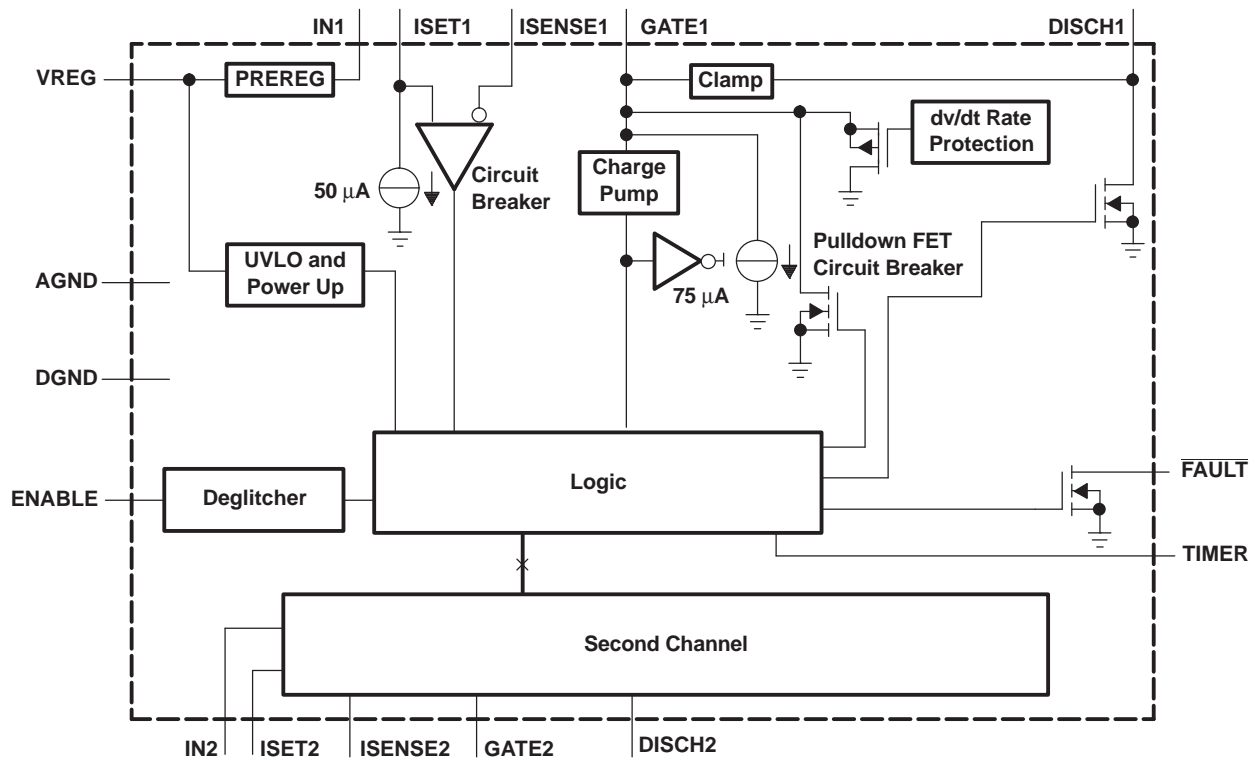 IN1 ISET1 ISENSE1 GATE1 DISCH1
VREG
PREREG
Clamp
dv/dt Rate
Protection
Circuit
Breaker
50 μA
Charge
Pump
UVLO and
Power Up
Pulldown FET
Circuit Breaker
75 μA
AGND
DGND
ENABLE
Deglitcher
Logic
FAULT
TIMER
Second Channel
IN2 ISET2 ISENSE2 GATE2 DISCH2